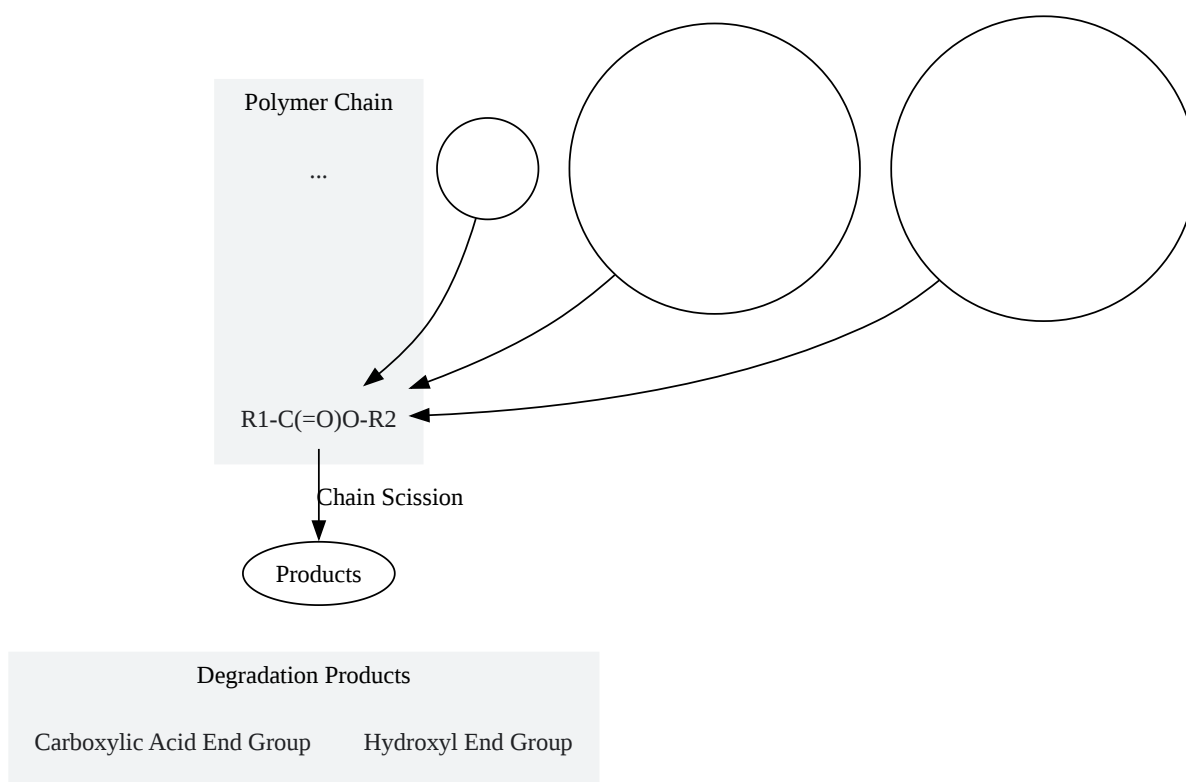 Polymer Chain
...
R1-C(=O)O-R2
Chain Scission
Products
Degradation Products
Carboxylic Acid End Group
Hydroxyl End Group